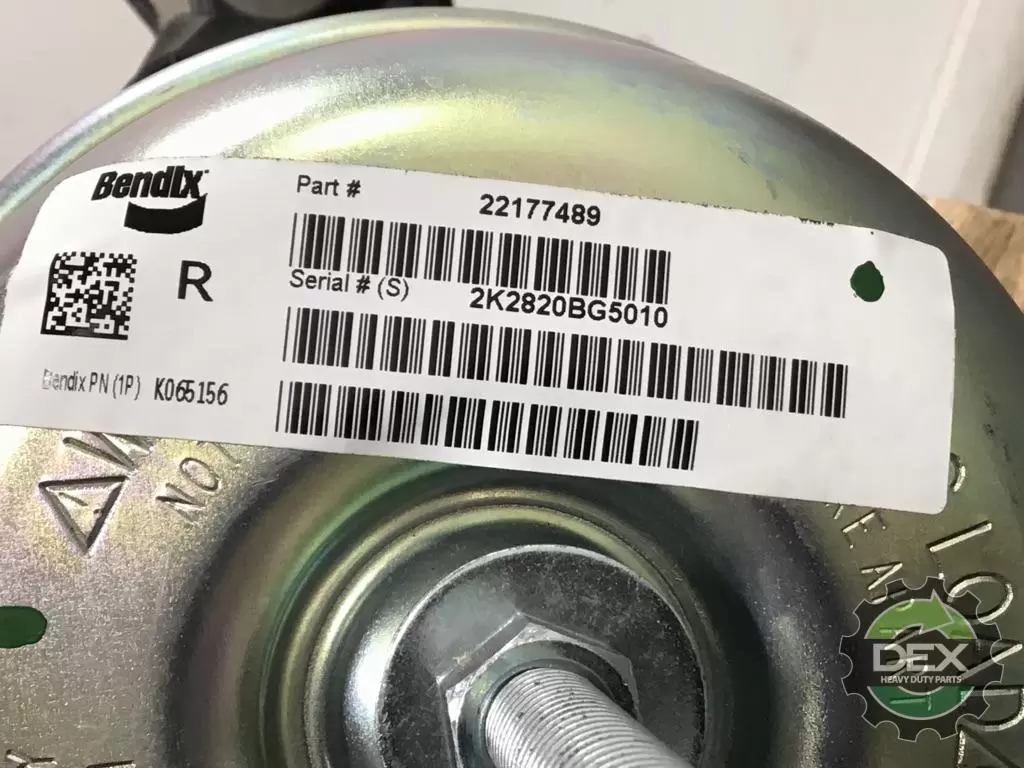 Bendix
Part # 22177489
R
Serial # (S) 2K2820BG5010
Bendix PN (1P) K065156
DEX
HEAVY DUTY PARTS